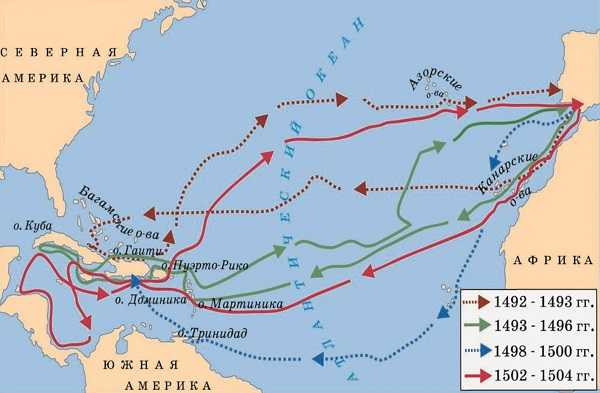 СЕВЕРНАЯ
АМЕРИКА
АТЛАНТИЧЕСКИЙ ОКЕАН
Азорские
о-ва
Канарские
о-ва
Багамские о-ва
о. Куба
о. Гаити
о. Пуэрто-Рико
о. Доминика
о. Мартиника
о. Тринидад
АФРИКА
ЮЖНАЯ
АМЕРИКА
1492 - 1493 гг.
1493 - 1496 гг.
1498 - 1500 гг.
1502 - 1504 гг.